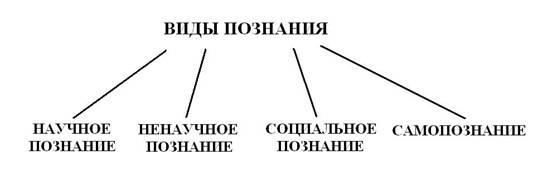 ВИДЫ ПОЗНАНИЯ
НАУЧНОЕ
ПОЗНАНИЕ
НЕНАУЧНОЕ
ПОЗНАНИЕ
СОЦИАЛЬНОЕ
ПОЗНАНИЕ
САМОПОЗНАНИЕ